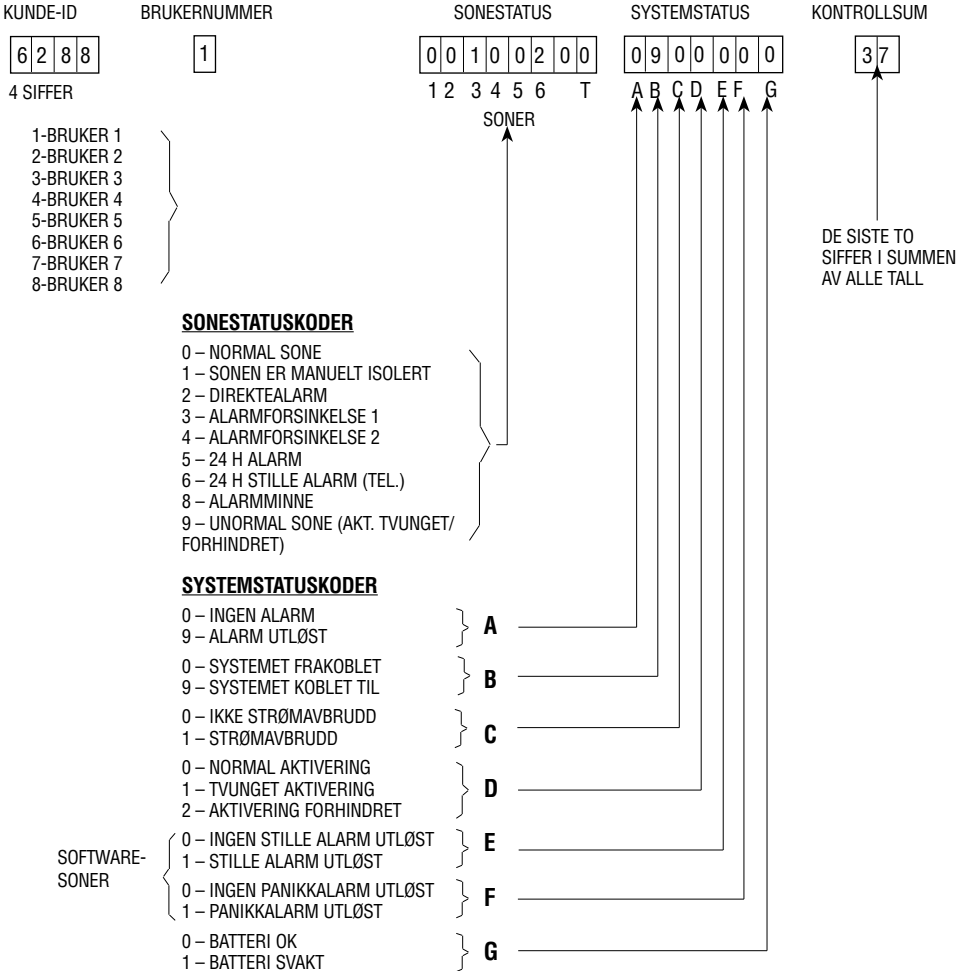 KUNDE-ID BRUKERNUMMER SONESTATUS SYSTEMSTATUS KONTROLLSUM
6 2 8 8 1 0 0 1 0 0 2 0 0 0 9 0 0 0 0 0 3 7
4 SIFFER 1 2 3 4 5 6 T A B C D E F G
SONER
1-BRUKER 1
2-BRUKER 2
3-BRUKER 3
4-BRUKER 4
5-BRUKER 5
6-BRUKER 6
7-BRUKER 7
8-BRUKER 8
DE SISTE TO
SIFFER I SUMMEN
AV ALLE TALL
SONESTATUSKODER
0 – NORMAL SONE
1 – SONEN ER MANUELT ISOLERT
2 – DIREKTEALARM
3 – ALARMFORSINKELSE 1
4 – ALARMFORSINKELSE 2
5 – 24 H ALARM
6 – 24 H STILLE ALARM (TEL.)
8 – ALARMMINNE
9 – UNORMAL SONE (AKT. TVUNGET/
FORHINDRET)
SYSTEMSTATUSKODER
0 – INGEN ALARM
9 – ALARM UTLØST
A
0 – SYSTEMET FRAKOBLET
9 – SYSTEMET KOBLET TIL
B
0 – IKKE STRØMAVBRUDD
1 – STRØMAVBRUDD
C
0 – NORMAL AKTIVERING
1 – TVUNGET AKTIVERING
2 – AKTIVERING FORHINDRET
D
SOFTWARE-
SONER
0 – INGEN STILLE ALARM UTLØST
1 – STILLE ALARM UTLØST
E
0 – INGEN PANIKKALARM UTLØST
1 – PANIKKALARM UTLØST
F
0 – BATTERI OK
1 – BATTERI SVAKT
G